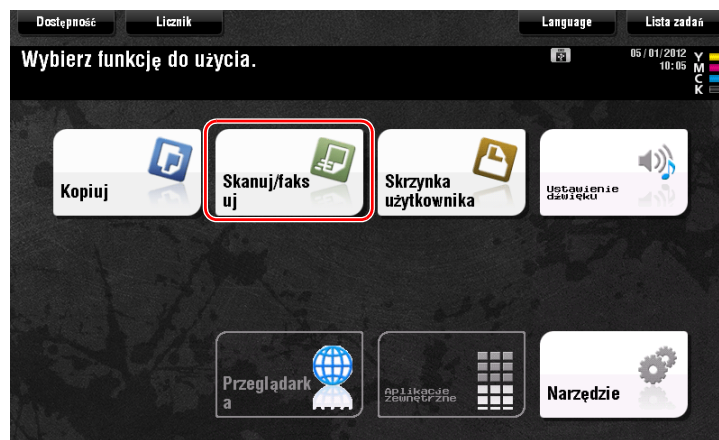 Dostępność Licznik Language Lista zadań
Wybierz funkcję do użycia.
05/01/2012
10:05
Y
M
C
K
Kopiuj
Skanuj/faks
uj
Skrzynka
użytkownika
Ustawienie
dźwięku
Przeglądark
a
Aplikacje
zewnętrzne
Narzędzie